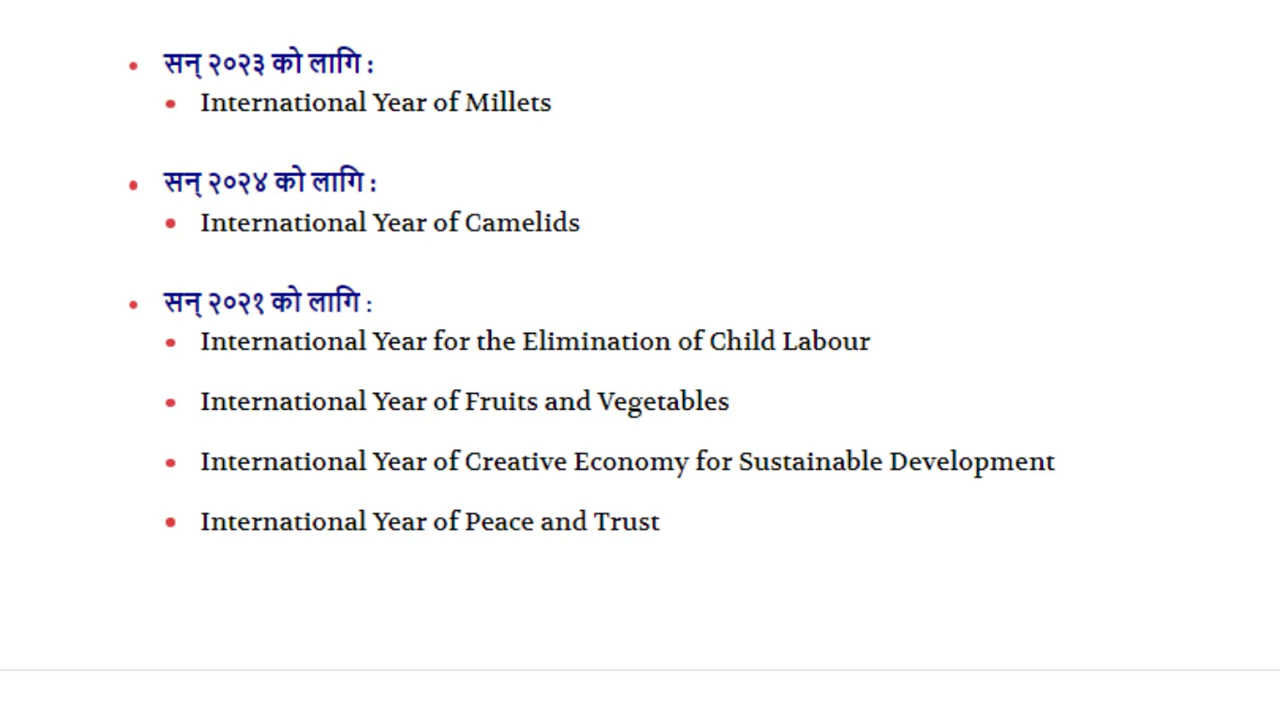 सन् २०२३ को लागि :
International Year of Millets
सन् २०२४ को लागि :
International Year of Camelids
सन् २०२१ को लागि :
International Year for the Elimination of Child Labour
International Year of Fruits and Vegetables
International Year of Creative Economy for Sustainable Development
International Year of Peace and Trust